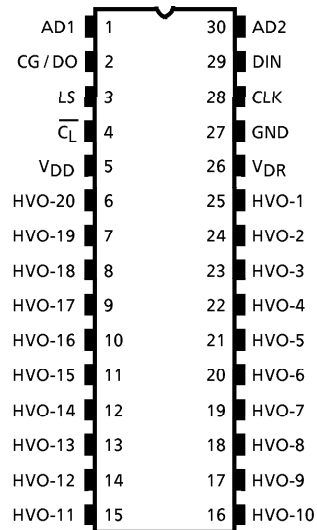 AD1 1 30 AD2
CG / DO 2 29 DIN
LS 3 28 CLK
C̅L̅ 4 27 GND
VDD 5 26 VDR
HVO-20 6 25 HVO-1
HVO-19 7 24 HVO-2
HVO-18 8 23 HVO-3
HVO-17 9 22 HVO-4
HVO-16 10 21 HVO-5
HVO-15 11 20 HVO-6
HVO-14 12 19 HVO-7
HVO-13 13 18 HVO-8
HVO-12 14 17 HVO-9
HVO-11 15 16 HVO-10